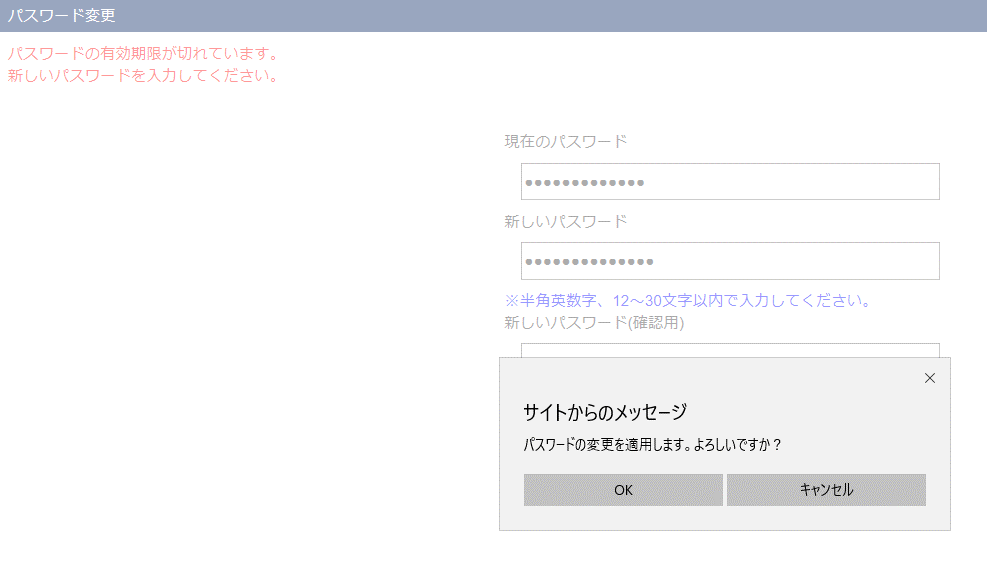 パスワード変更
パスワードの有効期限が切れています。
新しいパスワードを入力してください。
現在のパスワード
●●●●●●●●●●●●●
新しいパスワード
●●●●●●●●●●●●●●
※半角英数字、12～30文字以内で入力してください。
新しいパスワード(確認用)
サイトからのメッセージ
パスワードの変更を適用します。よろしいですか？
OK
キャンセル